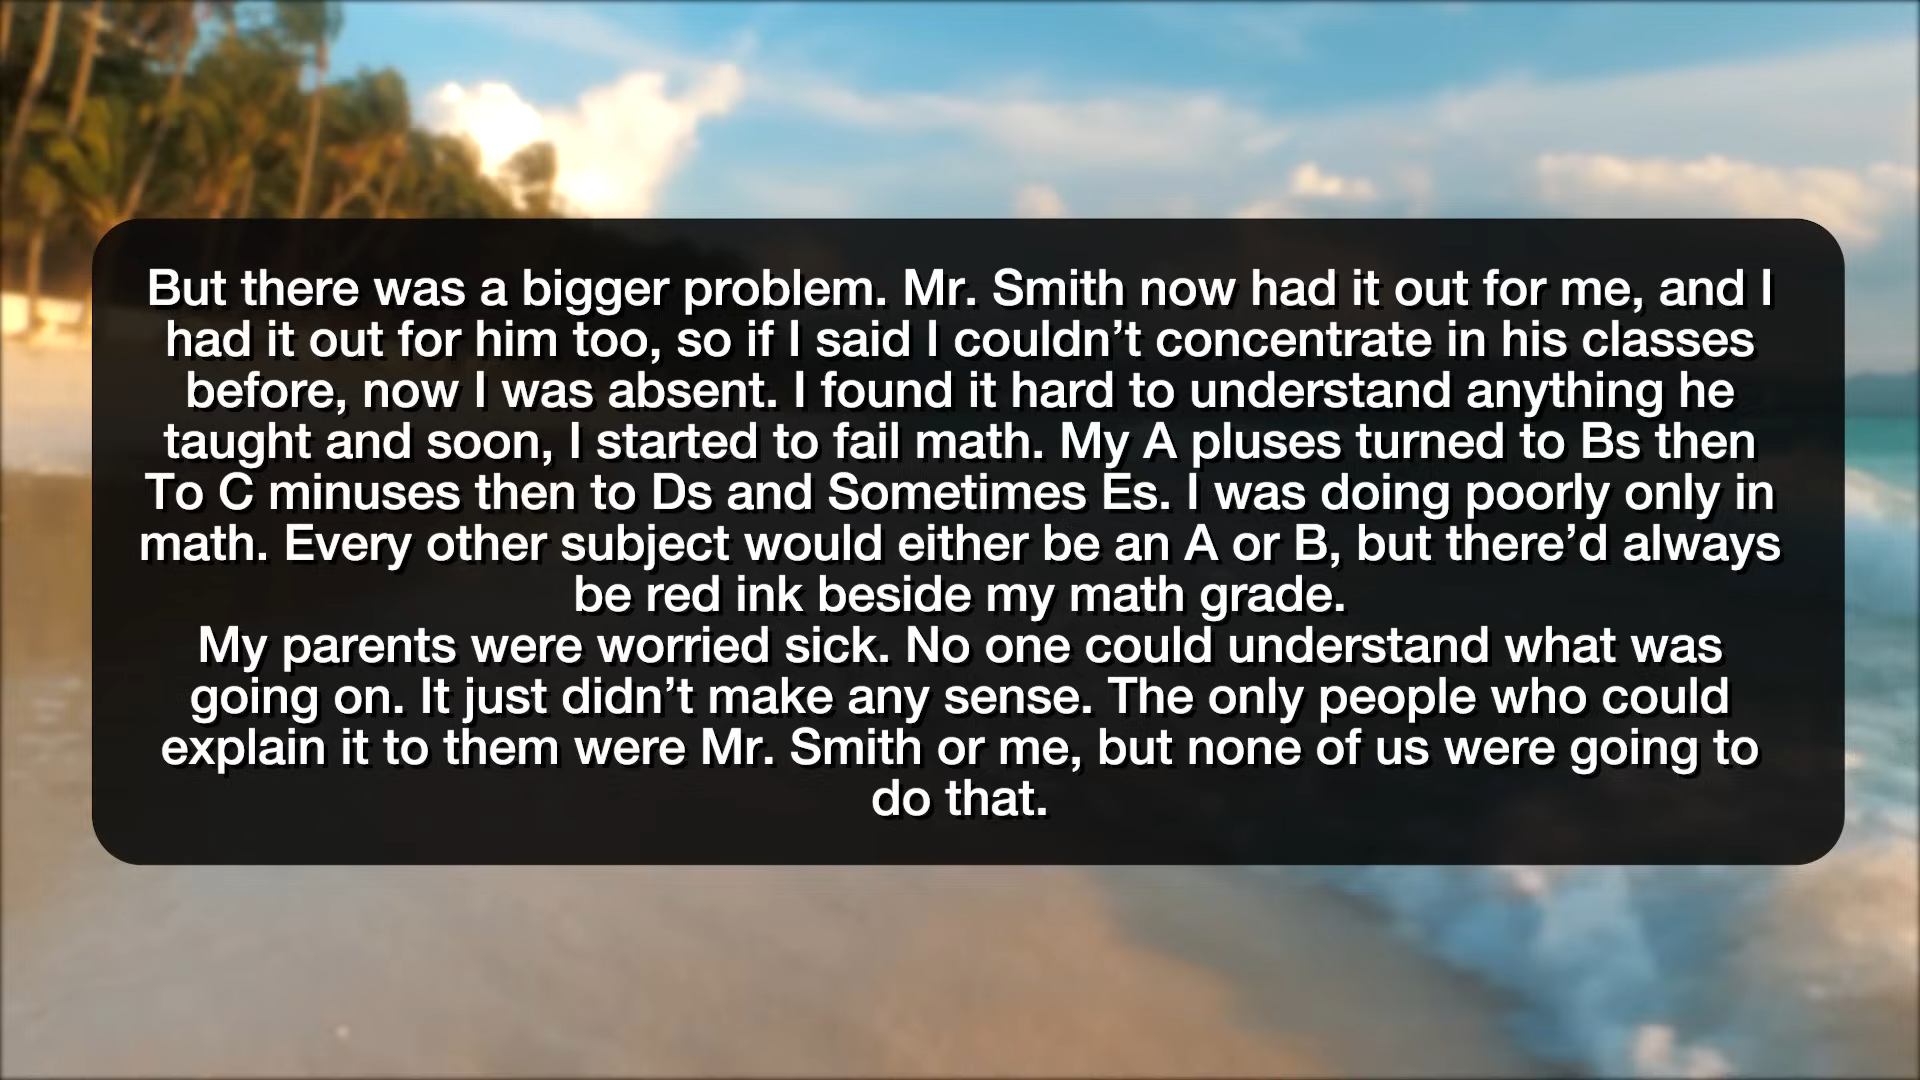 But there was a bigger problem. Mr. Smith now had it out for me, and I
had it out for him too, so if I said I couldn’t concentrate in his classes
before, now I was absent. I found it hard to understand anything he
taught and soon, I started to fail math. My A pluses turned to Bs then
To C minuses then to Ds and Sometimes Es. I was doing poorly only in
math. Every other subject would either be an A or B, but there’d always
be red ink beside my math grade.
My parents were worried sick. No one could understand what was
going on. It just didn’t make any sense. The only people who could
explain it to them were Mr. Smith or me, but none of us were going to
do that.